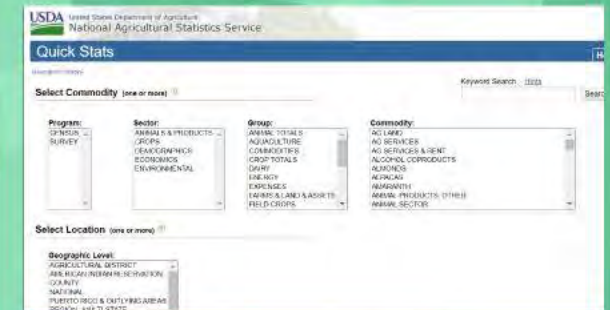 USDA United States Department of Agriculture
National Agricultural Statistics Service
Quick Stats
Keyword Search Hints
Select Commodity (one or more)
Program:
CENSUS
SURVEY
Sector:
ANIMALS & PRODUCTS
CROPS
DEMOGRAPHICS
ECONOMICS
ENVIRONMENTAL
Group:
ANIMAL TOTALS
AQUACULTURE
COMMODITIES
CROP TOTALS
DAIRY
ENERGY
EXPENSES
FARMS & LAND & ASSETS
FIELD CROPS
Commodity:
AG LAND
AG SERVICES
AG SERVICES & RENT
ALCOHOL COPRODUCTS
ALMONDS
ALPACAS
AMARANTH
ANIMAL PRODUCTS, OTHER
ANIMAL SECTOR
Select Location (one or more)
Geographic Level:
AGRICULTURAL DISTRICT
AMERICAN INDIAN RESERVATION
COUNTY
NATIONAL
PUERTO RICO & OUTLYING AREAS
REGION : MULTI-STATE